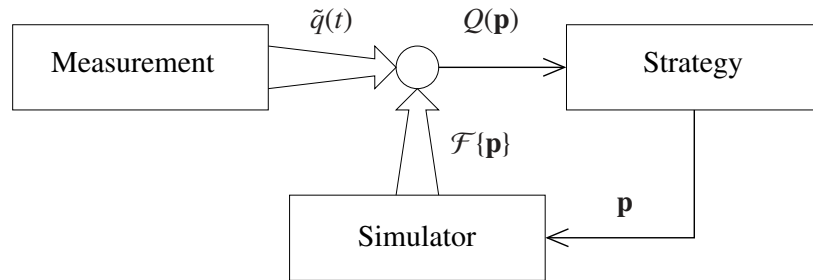 q̃(t)
Q(p)
Measurement
Strategy
ℱ{p}
p
Simulator